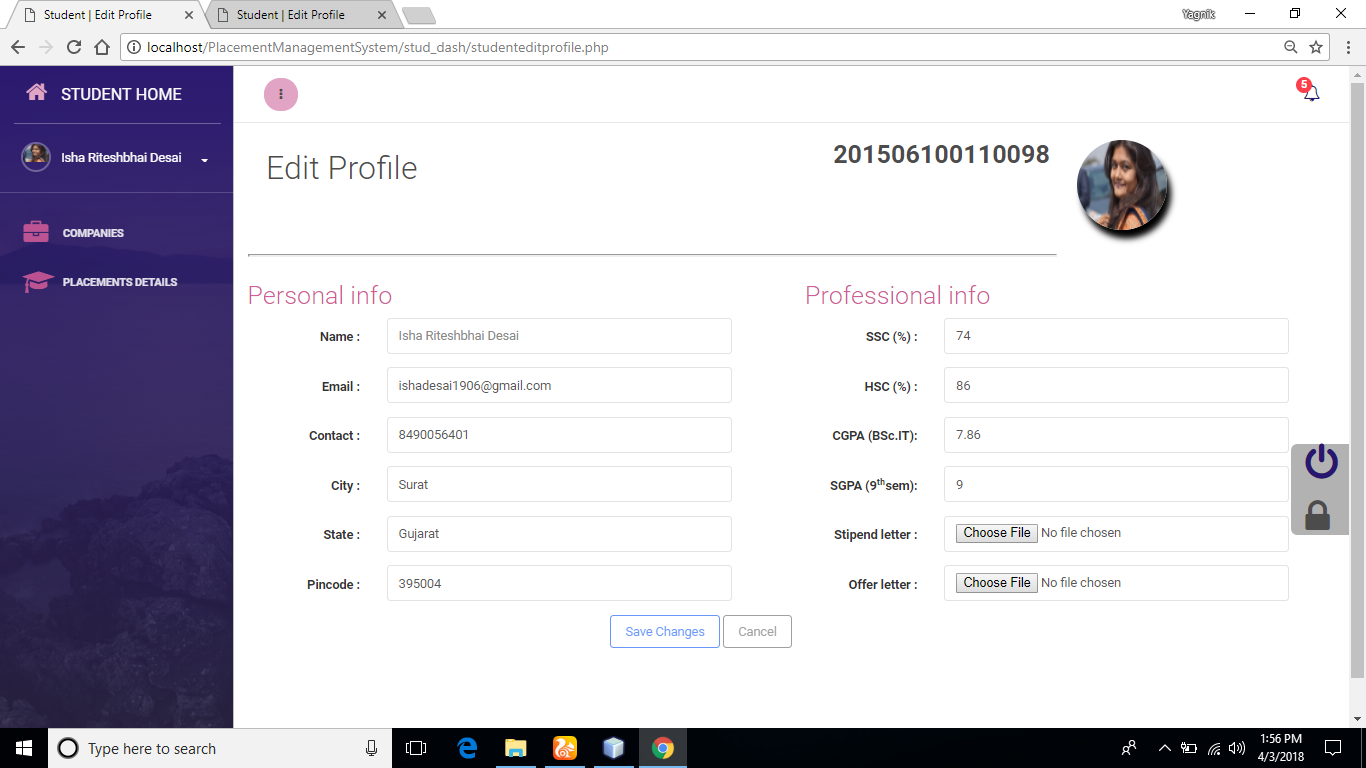 Student | Edit Profile
Student | Edit Profile
Yagnik
localhost/PlacementManagementSystem/stud_dash/studenteditprofile.php
STUDENT HOME
5
Isha Riteshbhai Desai
Edit Profile
201506100110098
COMPANIES
PLACEMENTS DETAILS
Personal info
Professional info
Name : Isha Riteshbhai Desai
SSC (%) : 74
Email : ishadesai1906@gmail.com
HSC (%) : 86
Contact : 8490056401
CGPA (BSc.IT): 7.86
City : Surat
SGPA (9thsem): 9
State : Gujarat
Stipend letter : Choose File No file chosen
Pincode : 395004
Offer letter : Choose File No file chosen
Save Changes Cancel
Type here to search
1:56 PM
4/3/2018